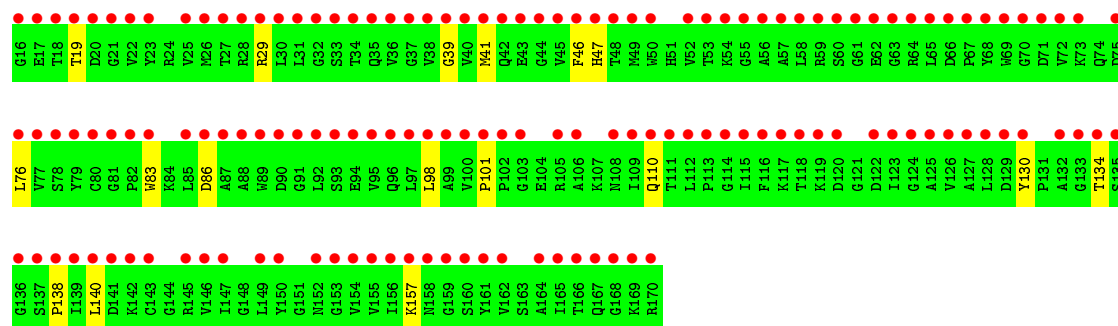 G16 E17 T18 T19 D20 G21 V22 Y23 R24 V25 M26 T27 R28 R29 L30 L31 G32 S33 T34 Q35 V36 G37 V38 G39 V40 M41 Q42 E43 G44 V45 F46 H47 T48 M49 W50 H51 V52 T53 K54 G55 A56 A57 L58 R59 S60 G61 E62 G63 R64 L65 D66 P67 Y68 W69 G70 D71 V72 K73 Q74 D75
L76 V77 S78 Y79 C80 G81 P82 W83 K84 L85 D86 A87 A88 W89 D90 G91 L92 S93 E94 V95 Q96 L97 L98 A99 V100 P101 P102 G103 E104 R105 A106 K107 N108 I109 Q110 T111 L112 P113 G114 I115 F116 K117 T118 K119 D120 G121 D122 I123 G124 A125 V126 A127 L128 D129 Y130 P131 A132 G133 T134 S135
G136 S137 P138 I139 L140 D141 K142 C143 G144 R145 V146 I147 G148 L149 Y150 G151 N152 G153 V154 V155 I156 K157 N158 G159 S160 Y161 V162 S163 A164 I165 T166 Q167 G168 K169 R170